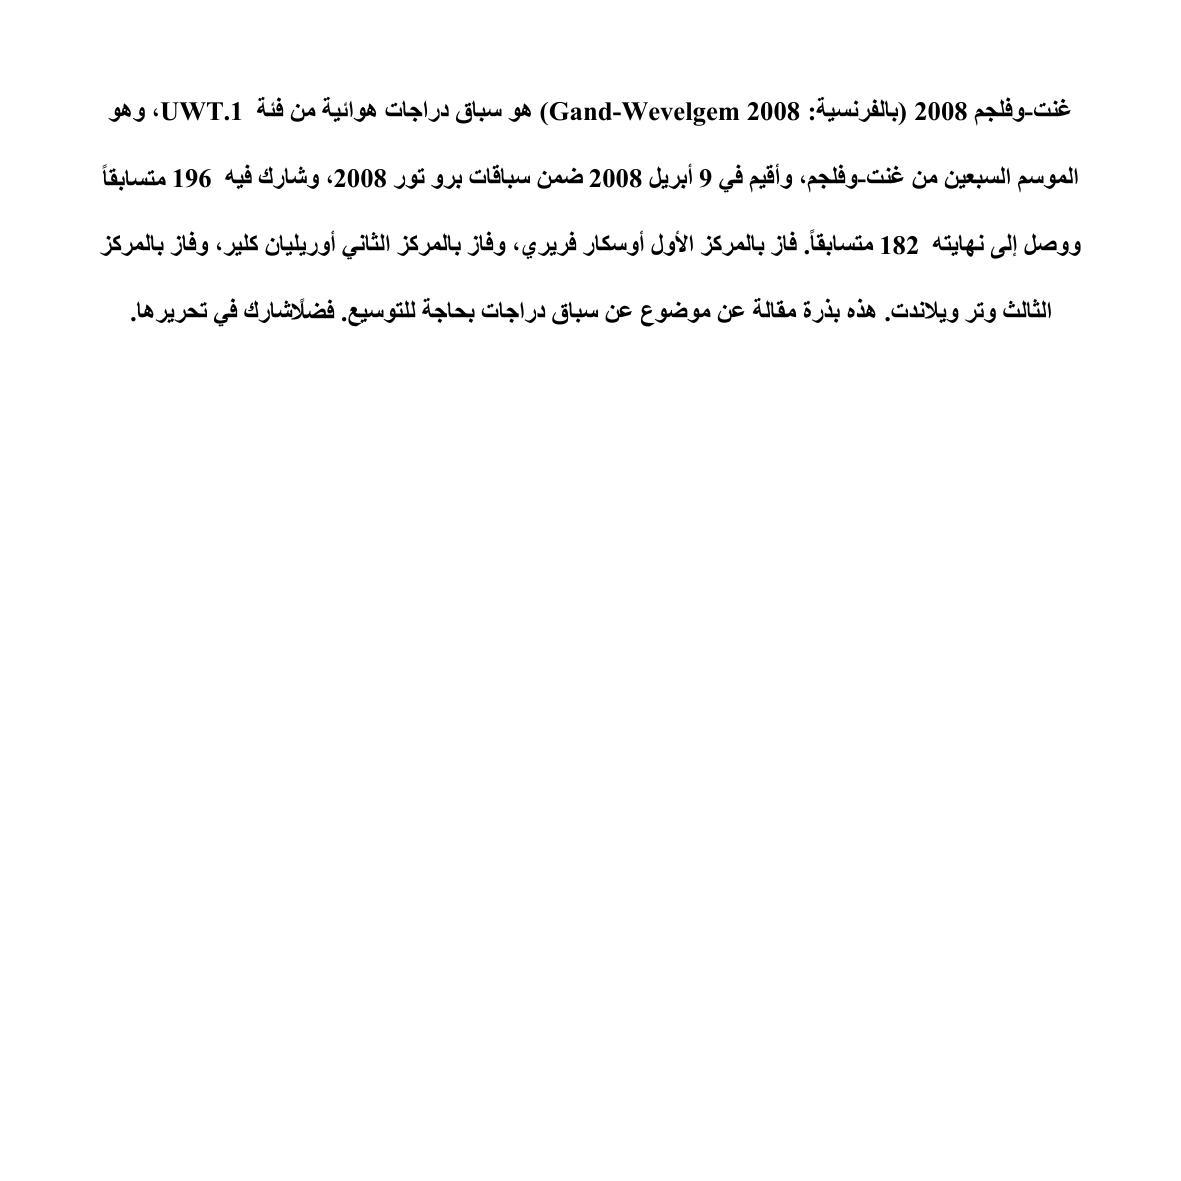 غنت-وفلجم 2008 (بالفرنسية: Gand-Wevelgem 2008) هو سباق دراجات هوائية من فئة 1.UWT، وهو
الموسم السبعين من غنت-وفلجم، وأقيم في 9 أبريل 2008 ضمن سباقات برو تور 2008، وشارك فيه 196 متسابقاً
ووصل إلى نهايته 182 متسابقاً. فاز بالمركز الأول أوسكار فريري، وفاز بالمركز الثاني أوريليان كلير، وفاز بالمركز
الثالث وتر ويلاندت. هذه بذرة مقالة عن موضوع عن سباق دراجات بحاجة للتوسيع. فضلًاشارك في تحريرها.